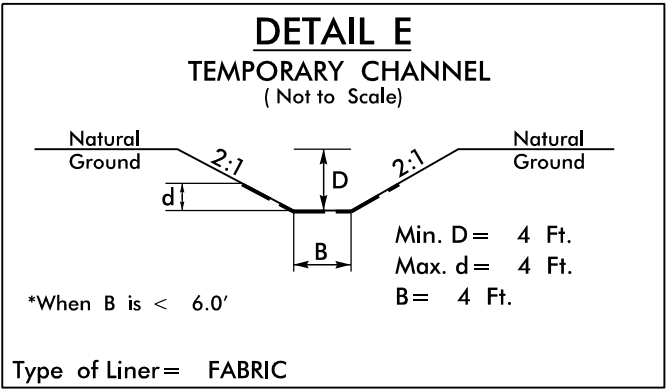 DETAIL E
TEMPORARY CHANNEL
( Not to Scale)
Natural
Ground
2:1
D
2:1
Natural
Ground
d
B
Min. D = 4 Ft.
Max. d = 4 Ft.
B = 4 Ft.
*When B is < 6.0'
Type of Liner = FABRIC